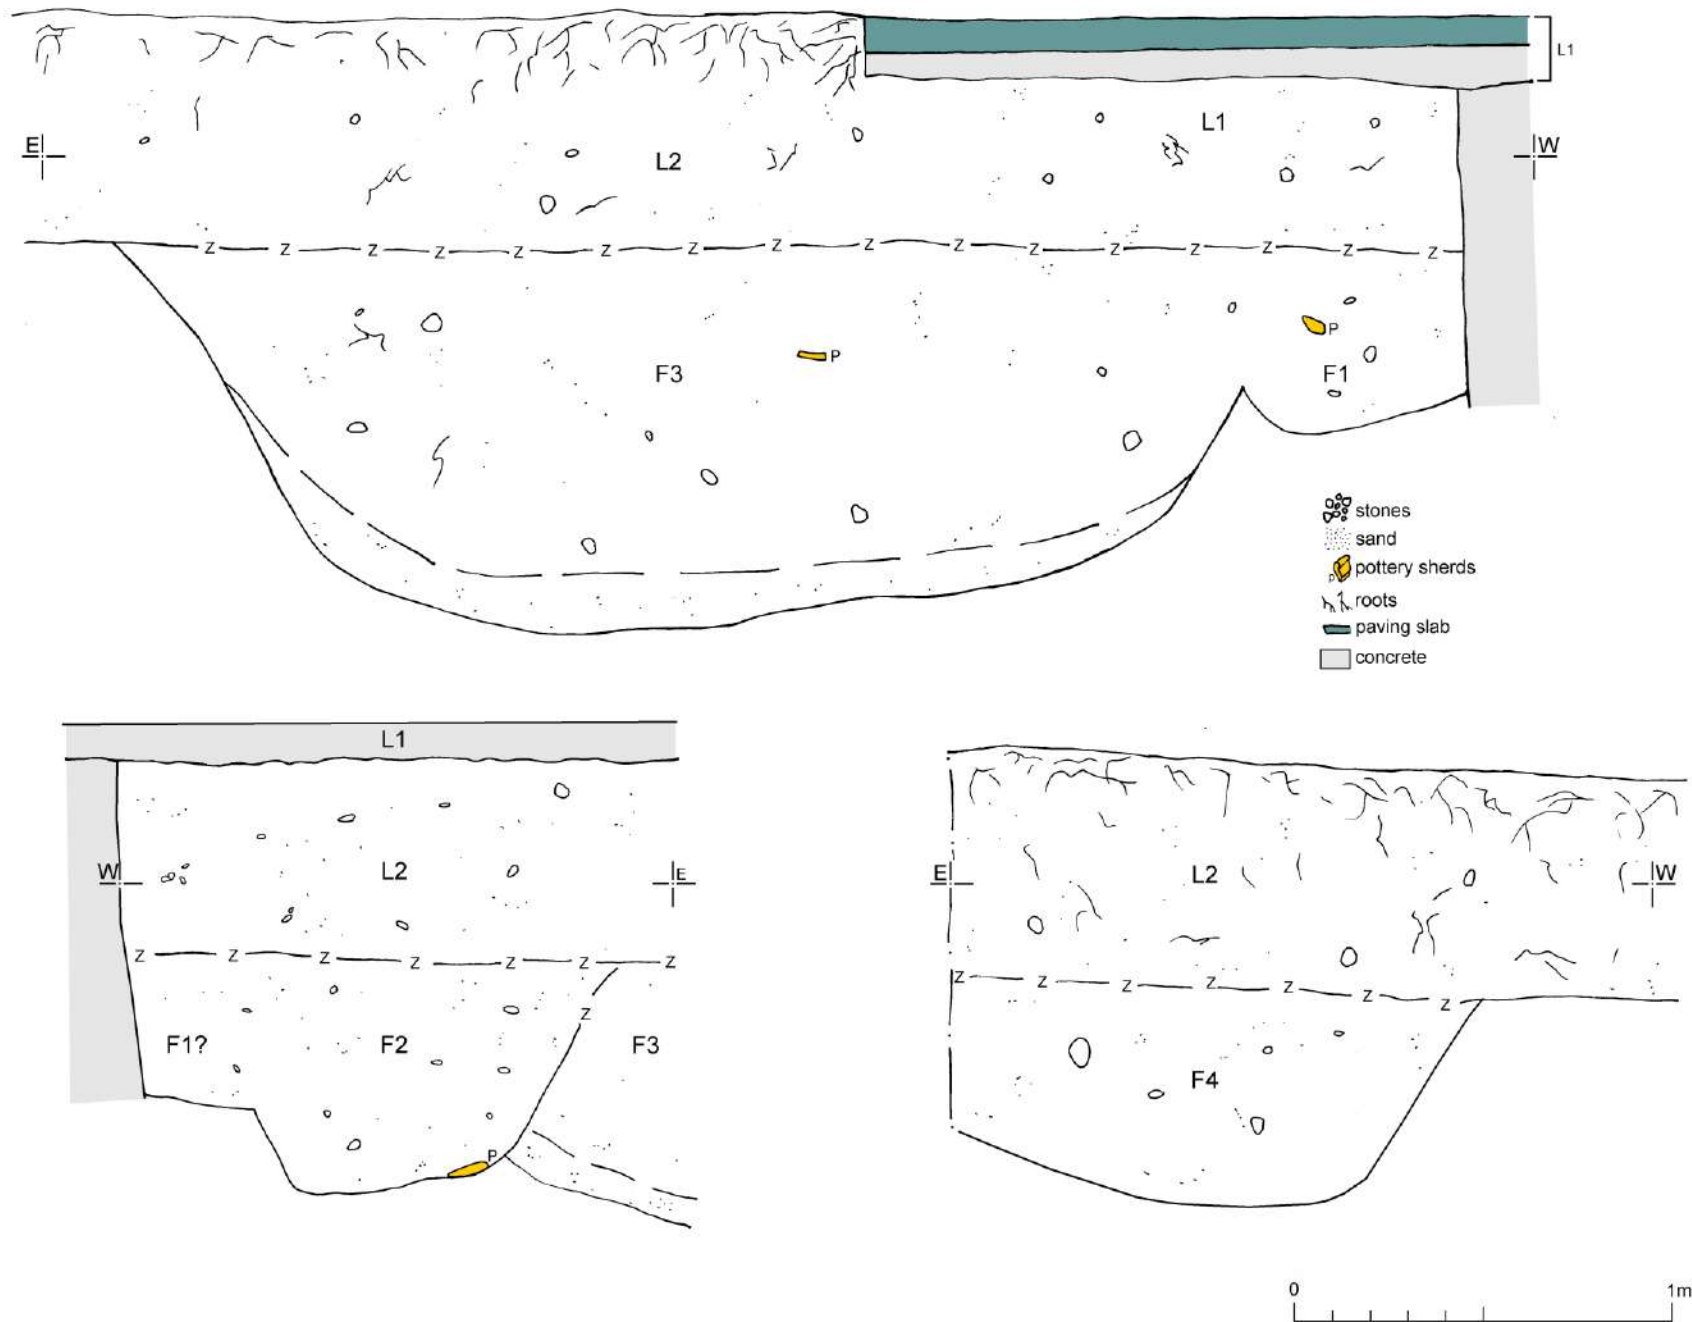 L1
L1
E
W
L2
Z Z Z Z Z Z Z Z Z Z Z Z Z Z Z Z
P
P
F3
F1
stones
sand
p pottery sherds
roots
paving slab
concrete
L1
L2
W
E
Z Z Z Z Z Z Z
Z
F1?
F2
F3
P
L2
E
W
Z Z Z Z Z Z Z
F4
0 1m